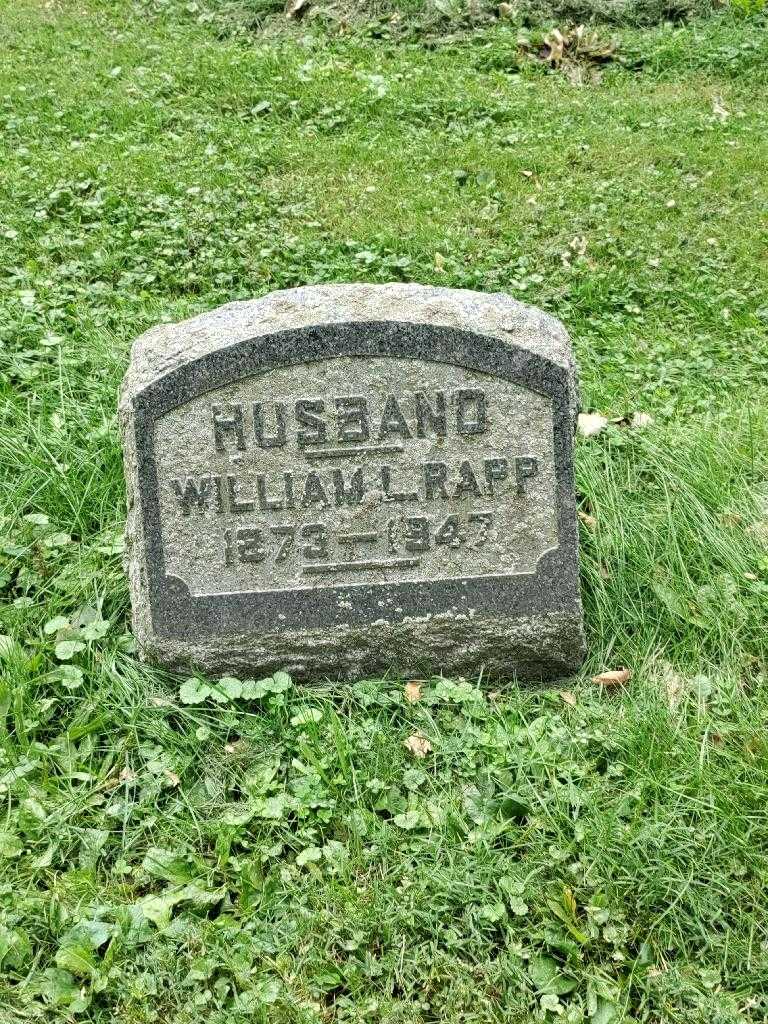 HUSBAND
WILLIAM L. RAPP
1873 — 1947